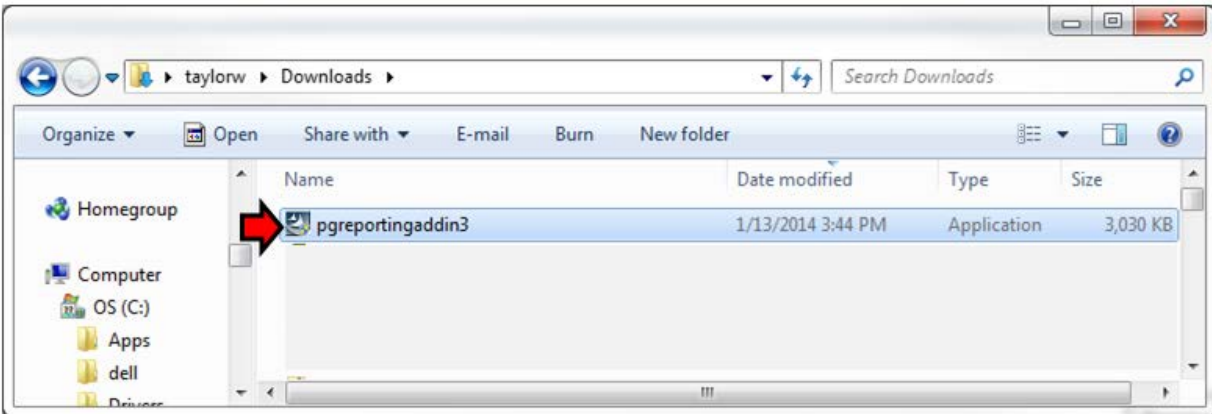 taylorw Downloads
Search Downloads
Organize Open Share with E-mail Burn New folder
Name Date modified Type Size
Homegroup
pgreportingaddin3 1/13/2014 3:44 PM Application 3,030 KB
Computer
OS (C:)
Apps
dell
Drivers